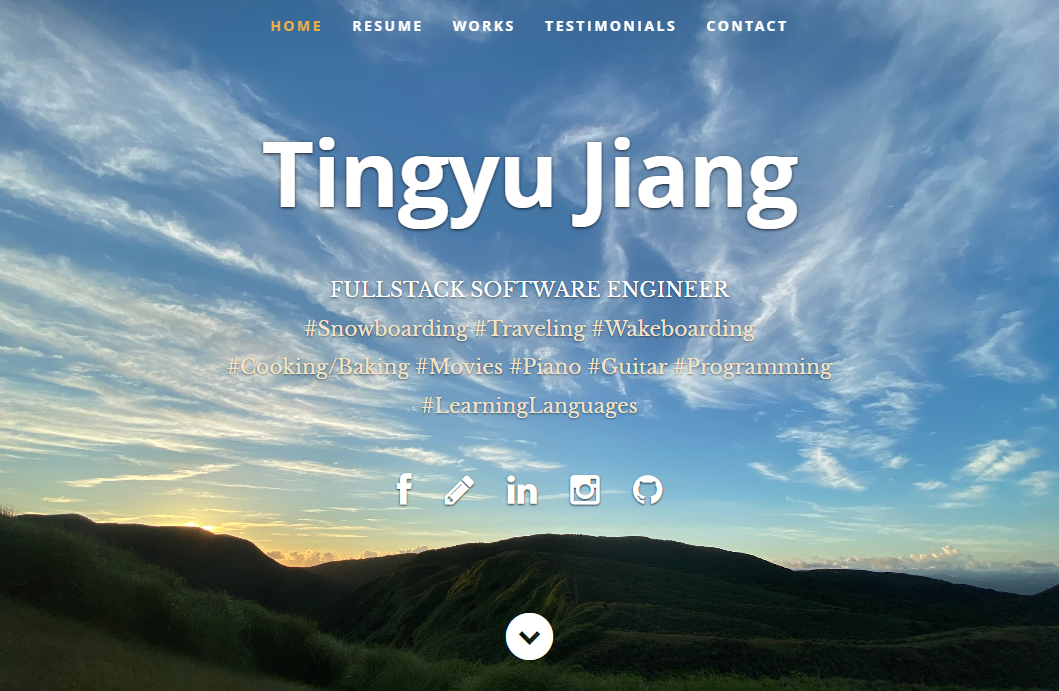 HOME RESUME WORKS TESTIMONIALS CONTACT
Tingyu Jiang
FULLSTACK SOFTWARE ENGINEER
#Snowboarding #Traveling #Wakeboarding
#Cooking/Baking #Movies #Piano #Guitar #Programming
#LearningLanguages